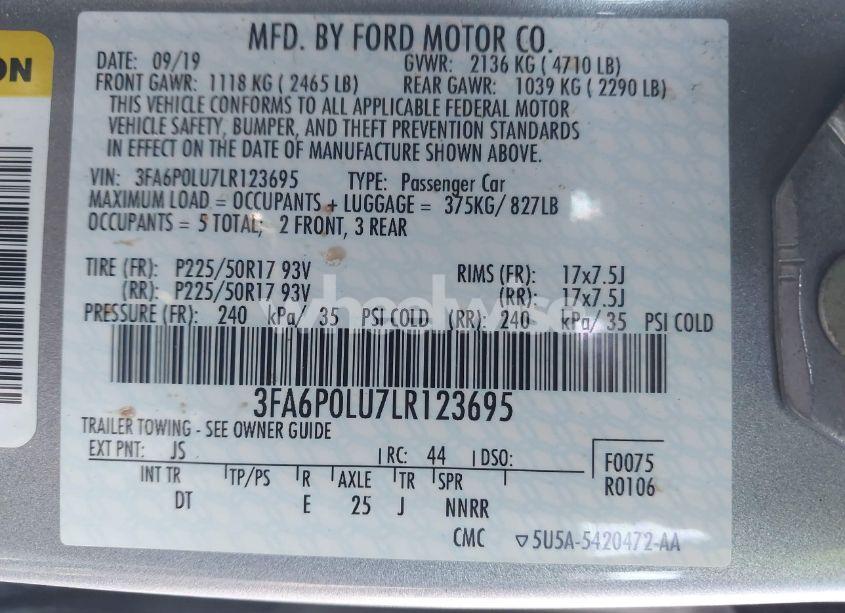 ON
MFD. BY FORD MOTOR CO.
DATE: 09/19 GVWR: 2136 KG ( 4710 LB)
FRONT GAWR: 1118 KG ( 2465 LB) REAR GAWR: 1039 KG ( 2290 LB)
THIS VEHICLE CONFORMS TO ALL APPLICABLE FEDERAL MOTOR
VEHICLE SAFETY, BUMPER, AND THEFT PREVENTION STANDARDS
IN EFFECT ON THE DATE OF MANUFACTURE SHOWN ABOVE.
VIN: 3FA6P0LU7LR123695 TYPE: Passenger Car
MAXIMUM LOAD = OCCUPANTS + LUGGAGE = 375KG/ 827LB
OCCUPANTS = 5 TOTAL; 2 FRONT, 3 REAR
TIRE (FR): P225/50R17 93V RIMS (FR): 17x7.5J
(RR): P225/50R17 93V (RR): 17x7.5J
PRESSURE (FR): 240 kPa/ 35 PSI COLD (RR): 240 kPa/ 35 PSI COLD
3FA6P0LU7LR123695
TRAILER TOWING - SEE OWNER GUIDE
EXT PNT: JS RC: 44 DSO: F0075
INT TR TP/PS R AXLE TR SPR R0106
DT E 25 J NNRR
CMC ▽5U5A-5420472-AA